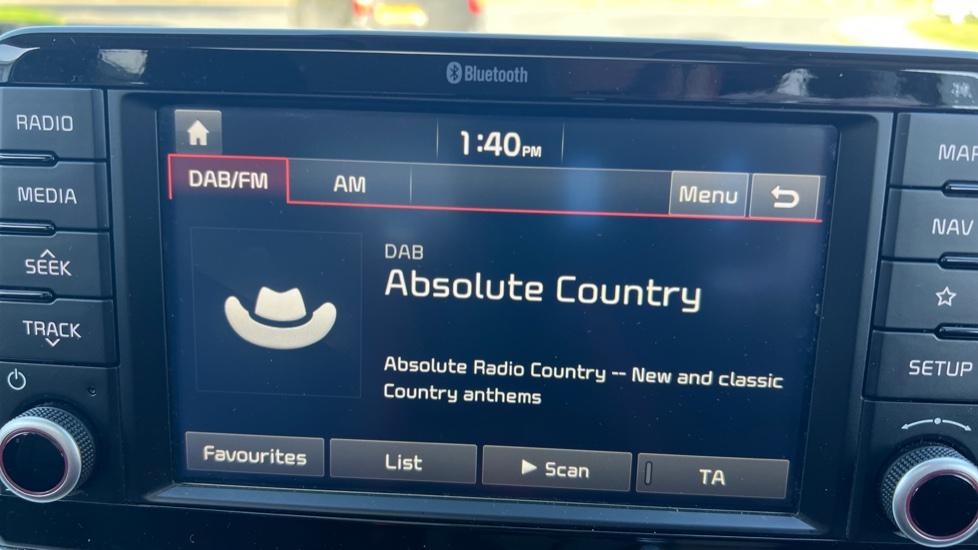 Bluetooth
RADIO
MEDIA
SEEK
TRACK
1:40PM
DAB/FM
AM
Menu
DAB
Absolute Country
Absolute Radio Country -- New and classic
Country anthems
Favourites
List
Scan
TA
NAV
SETUP